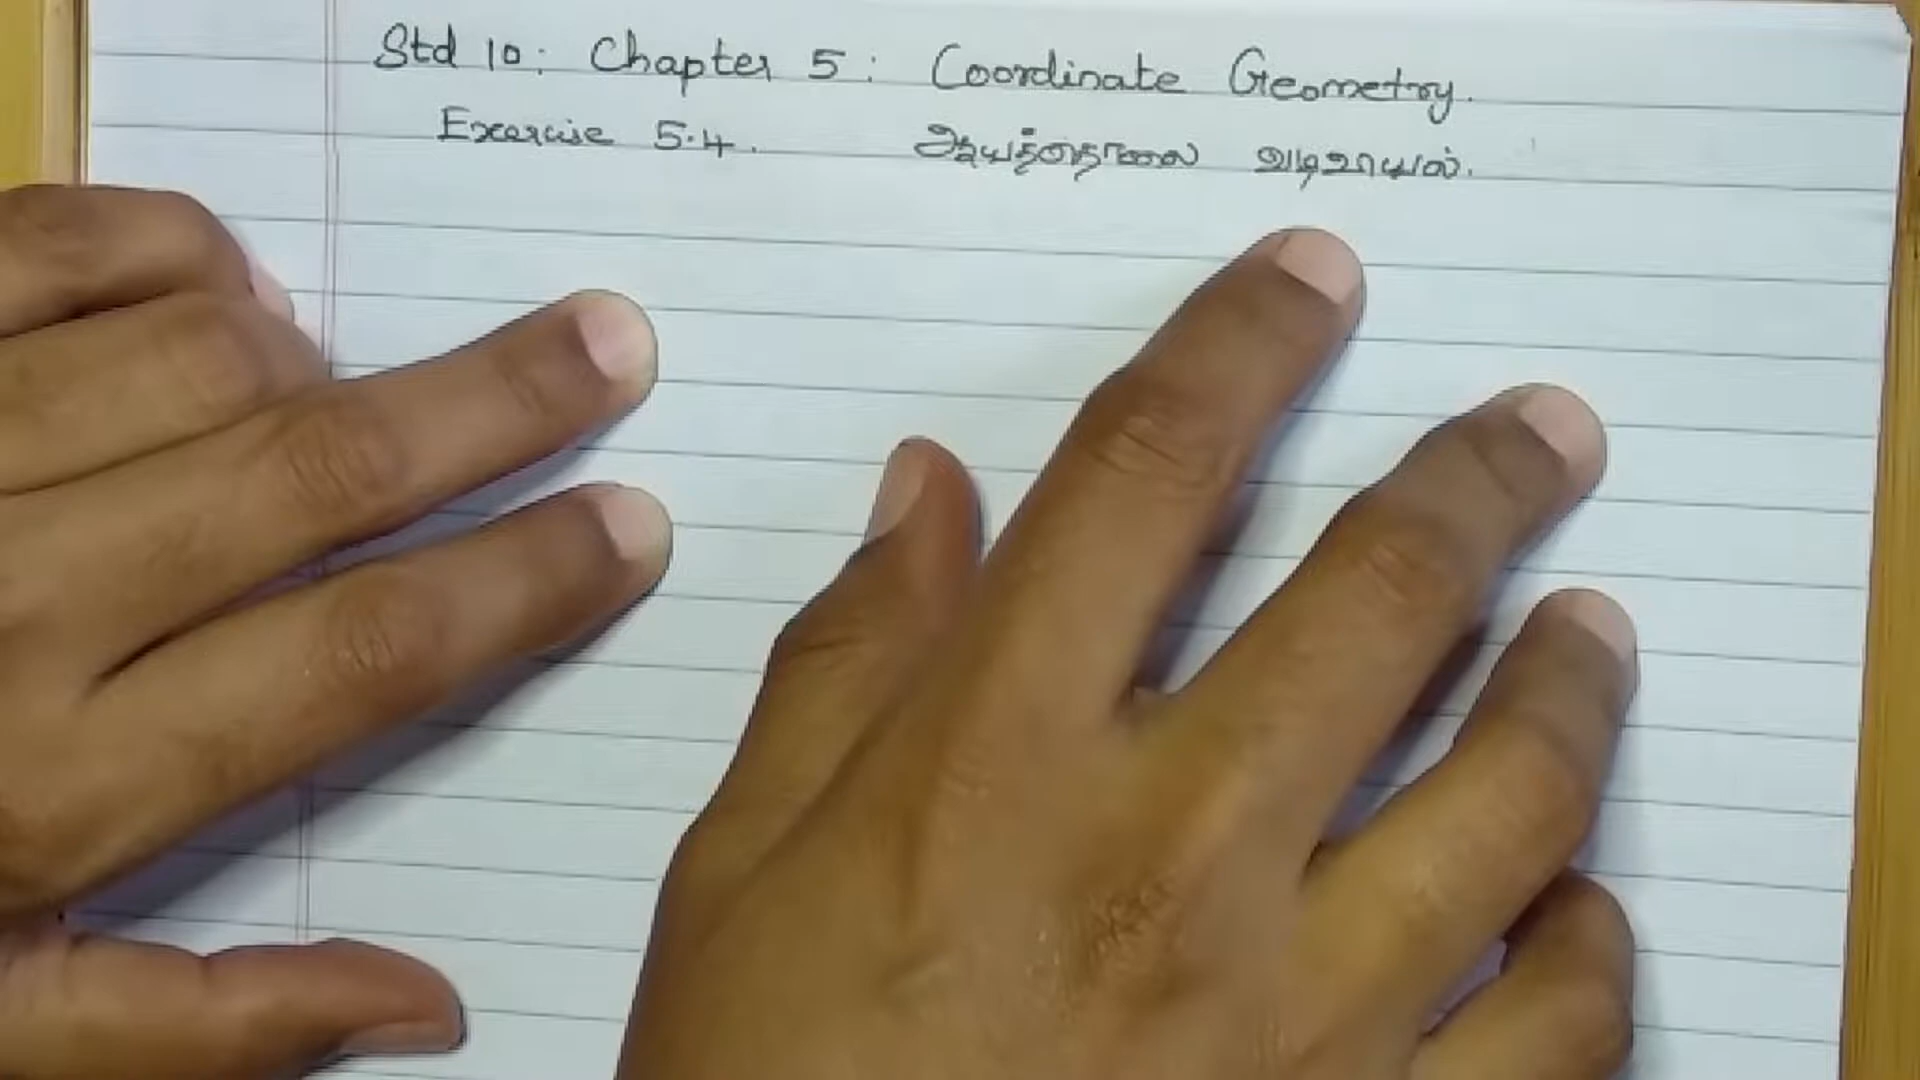 Std 10: Chapter 5: Coordinate Geometry.
Exercise 5.4. ஆயத்தொலை வடிவியல்.